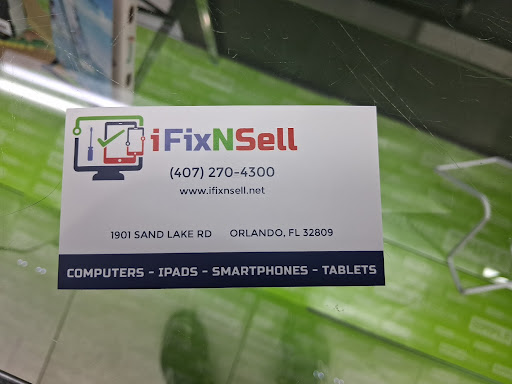 iFixNSell
(407) 270-4300
www.ifixnsell.net
1901 SAND LAKE RD ORLANDO, FL 32809
COMPUTERS - IPADS - SMARTPHONES - TABLETS